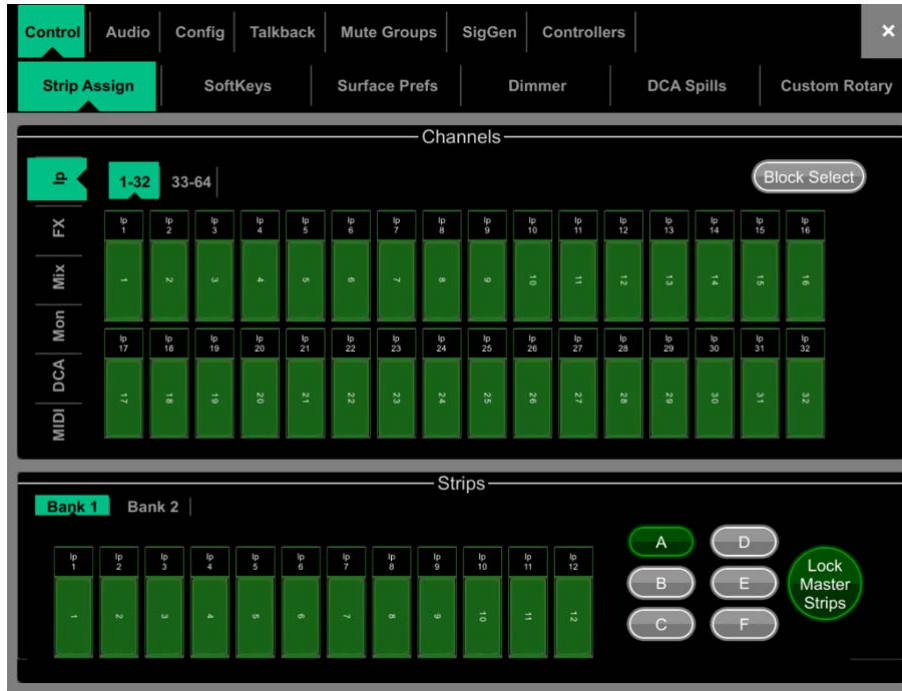 Control Audio Config Talkback Mute Groups SigGen Controllers ×
Strip Assign SoftKeys Surface Prefs Dimmer DCA Spills Custom Rotary
Channels
Ip
FX
Mix
Mon
DCA
MIDI
1-32 33-64
Block Select
Ip Ip Ip Ip Ip Ip Ip Ip Ip Ip Ip Ip Ip Ip Ip Ip
1 2 3 4 5 6 7 8 9 10 11 12 13 14 15 16
1 2 3 4 5 6 7 8 9 10 11 12 13 14 15 16
Ip Ip Ip Ip Ip Ip Ip Ip Ip Ip Ip Ip Ip Ip Ip Ip
17 18 19 20 21 22 23 24 25 26 27 28 29 30 31 32
17 18 19 20 21 22 23 24 25 26 27 28 29 30 31 32
Strips
Bank 1 Bank 2
Ip Ip Ip Ip Ip Ip Ip Ip Ip Ip Ip Ip
1 2 3 4 5 6 7 8 9 10 11 12
1 2 3 4 5 6 7 8 9 10 11 12
A D
B E
C F
Lock
Master
Strips